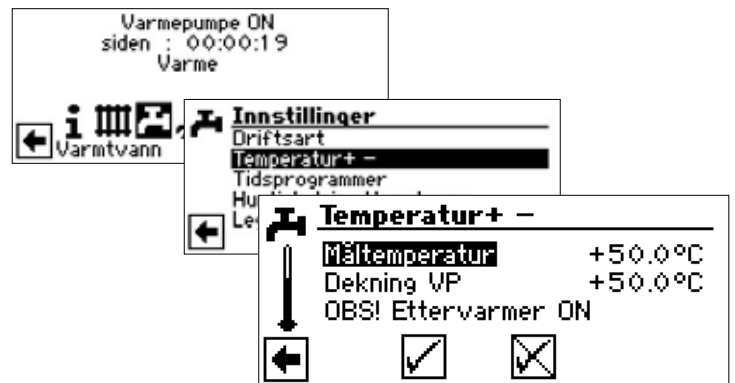 Varmepumpe ON
siden : 00:00:19
Varme
Varmtvann
Innstillinger
Driftsart
Temperatur+ –
Tidsprogrammer
Temperatur+ –
Måltemperatur +50.0°C
Dekning VP +50.0°C
OBS! Ettervarmer ON